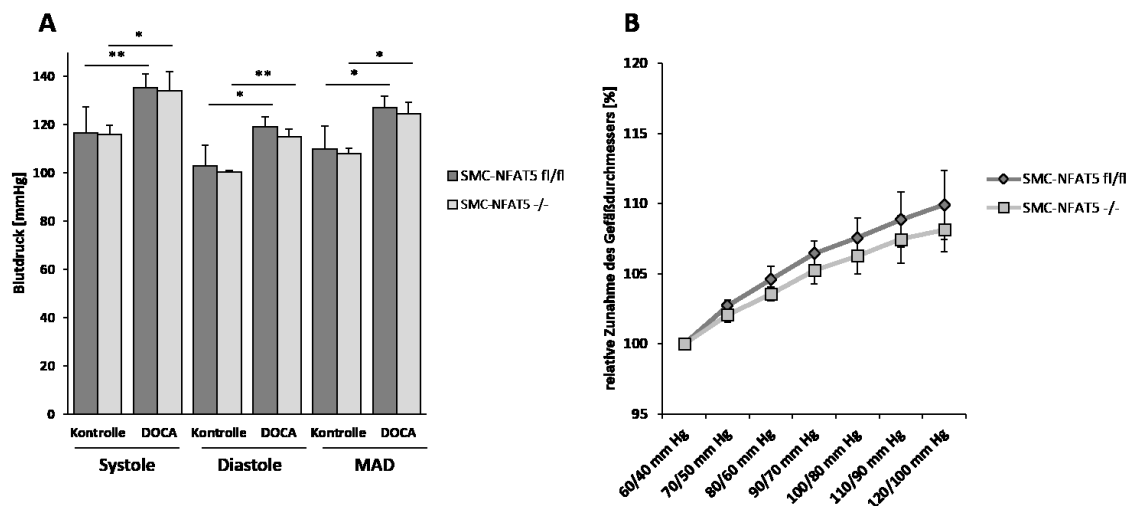 A
Blutdruck [mmHg]
140
120
100
80
60
40
20
0
** * * ** * *
Kontrolle DOCA Kontrolle DOCA Kontrolle DOCA
Systole Diastole MAD
SMC-NFAT5 fl/fl
SMC-NFAT5 -/-
B
relative Zunahme des Gefäßdurchmessers [%]
120
115
110
105
100
95
60/40 mm Hg
70/50 mm Hg
80/60 mm Hg
90/70 mm Hg
100/80 mm Hg
110/90 mm Hg
120/100 mm Hg
SMC-NFAT5 fl/fl
SMC-NFAT5 -/-